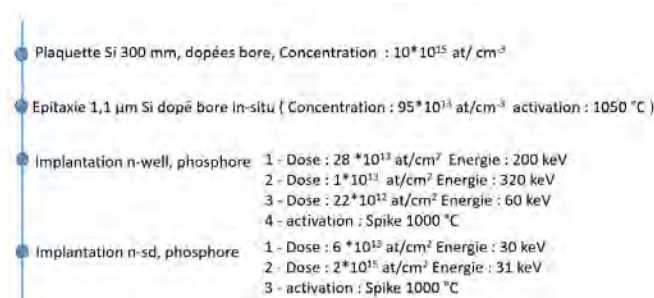 Plaquette Si 300 mm, dopées bore, Concentration : 10*10¹⁵ at/ cm⁻³
Epitaxie 1,1 µm Si dopé bore in-situ ( Concentration : 95*10¹³ at/cm⁻³ activation : 1050 °C )
Implantation n-well, phosphore 1 - Dose : 28 *10¹³ at/cm² Energie : 200 keV
2 - Dose : 1*10¹³ at/cm² Energie : 320 keV
3 - Dose : 22*10¹² at/cm² Energie : 60 keV
4 - activation : Spike 1000 °C
Implantation n-sd, phosphore 1 - Dose : 6 *10¹³ at/cm² Energie : 30 keV
2 - Dose : 2*10¹⁵ at/cm² Energie : 31 keV
3 - activation : Spike 1000 °C